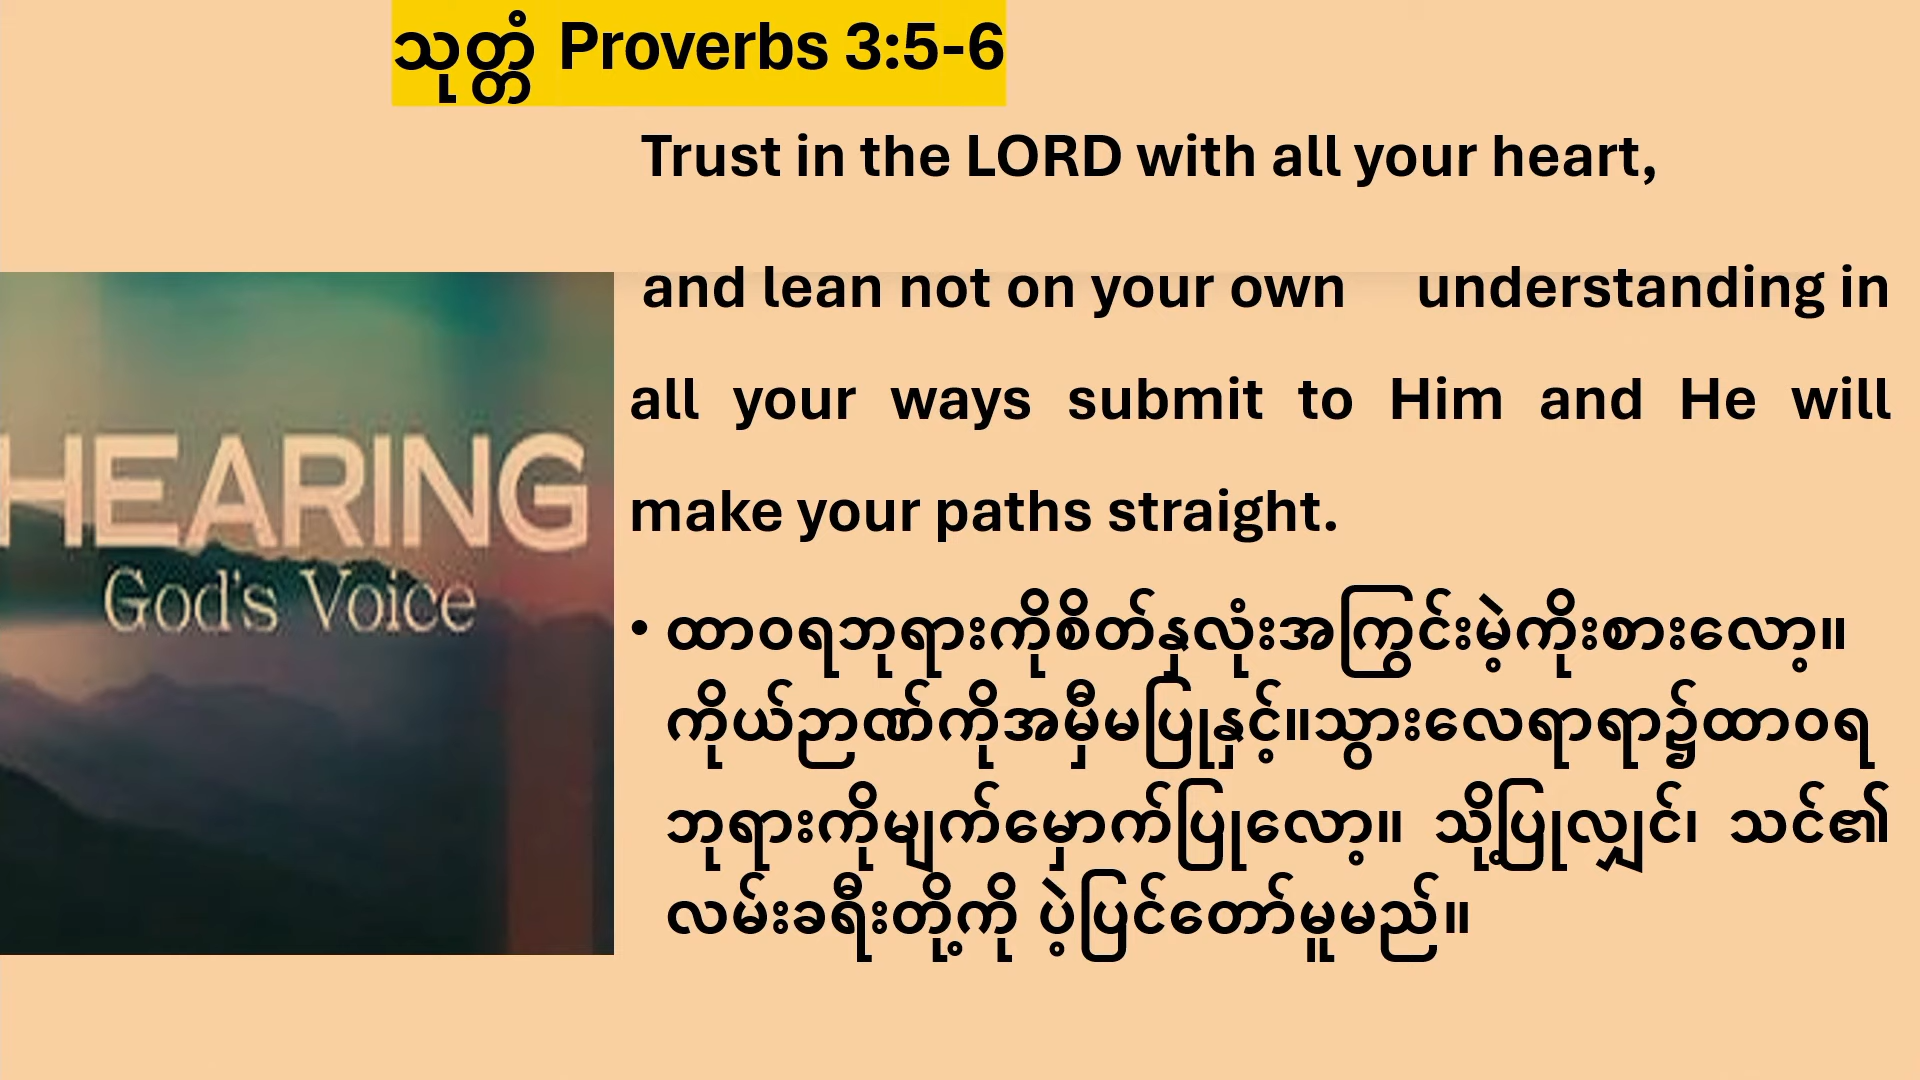 သုတ္တံ Proverbs 3:5-6
Trust in the LORD with all your heart,
and lean not on your own understanding in
all your ways submit to Him and He will
make your paths straight.
HEARING
God's Voice
• ထာဝရဘုရားကိုစိတ်နှလုံးအကြွင်းမဲ့ကိုးစားလော့။
ကိုယ်ဉာဏ်ကိုအမှီမပြုနှင့်။သွားလေရာရာ၌ထာဝရ
ဘုရားကိုမျက်မှောက်ပြုလော့။ သို့ပြုလျှင်၊ သင်၏
လမ်းခရီးတို့ကို ပဲ့ပြင်တော်မူမည်။